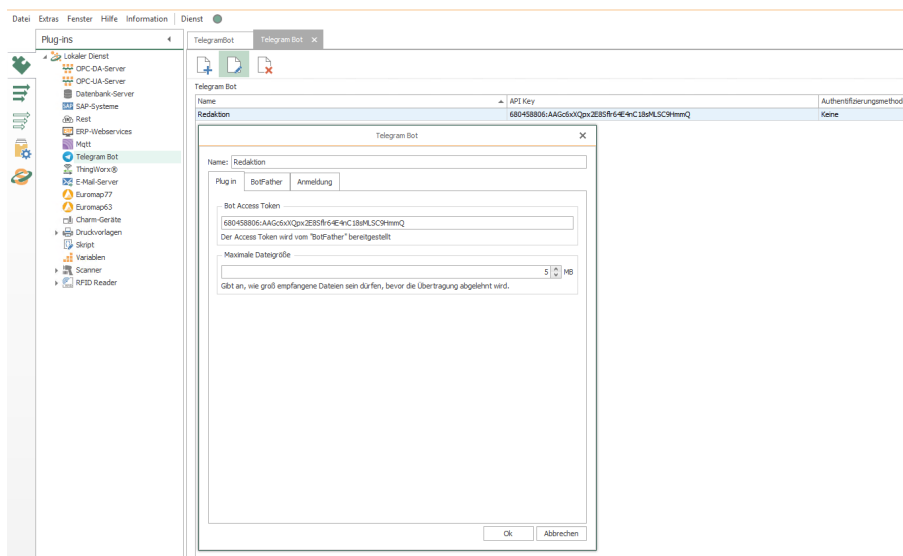 Datei Extras Fenster Hilfe Information Dienst
Plug-ins
Lokaler Dienst
OPC-DA-Server
OPC-UA-Server
Datenbank-Server
SAP SAP-Systeme
Rest
ERP-Webservices
Mqtt
Telegram Bot
ThingWorx®
E-Mail-Server
Euromap77
Euromap63
Charm-Geräte
Druckvorlagen
Skript
Variablen
Scanner
RFID Reader
TelegramBot Telegram Bot
Telegram Bot
Name API Key Authentifizierungsmethod
Redaktion 680458806:AAGc6xXQpx2E8Sflr64E4nC18sMLSC9HmmQ Keine
Telegram Bot
Name: Redaktion
Plug in BotFather Anmeldung
Bot Access Token
680458806:AAGc6xXQpx2E8Sflr64E4nC18sMLSC9HmmQ
Der Access Token wird vom "BotFather" bereitgestellt
Maximale Dateigröße
5 MB
Gibt an, wie groß empfangene Dateien sein dürfen, bevor die Übertragung abgelehnt wird.
Ok Abbrechen